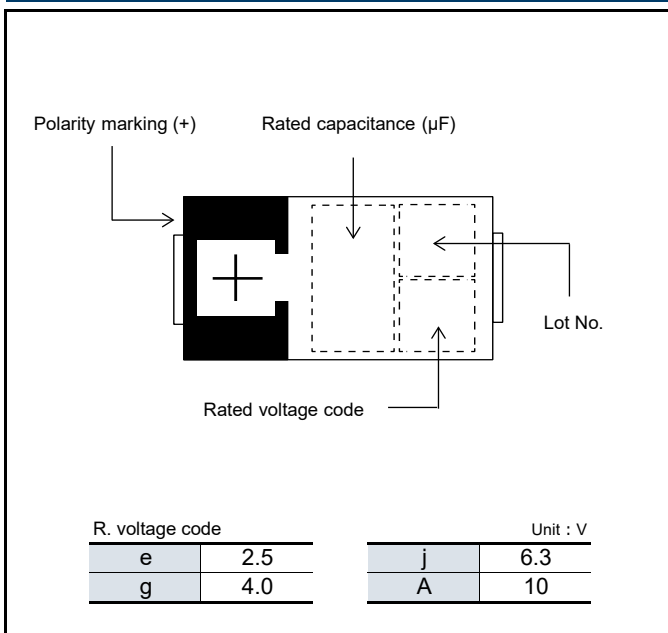 Polarity marking (+)
Rated capacitance (μF)
+
Lot No.
Rated voltage code
R. voltage code
Unit : V
e 2.5 j 6.3
g 4.0 A 10